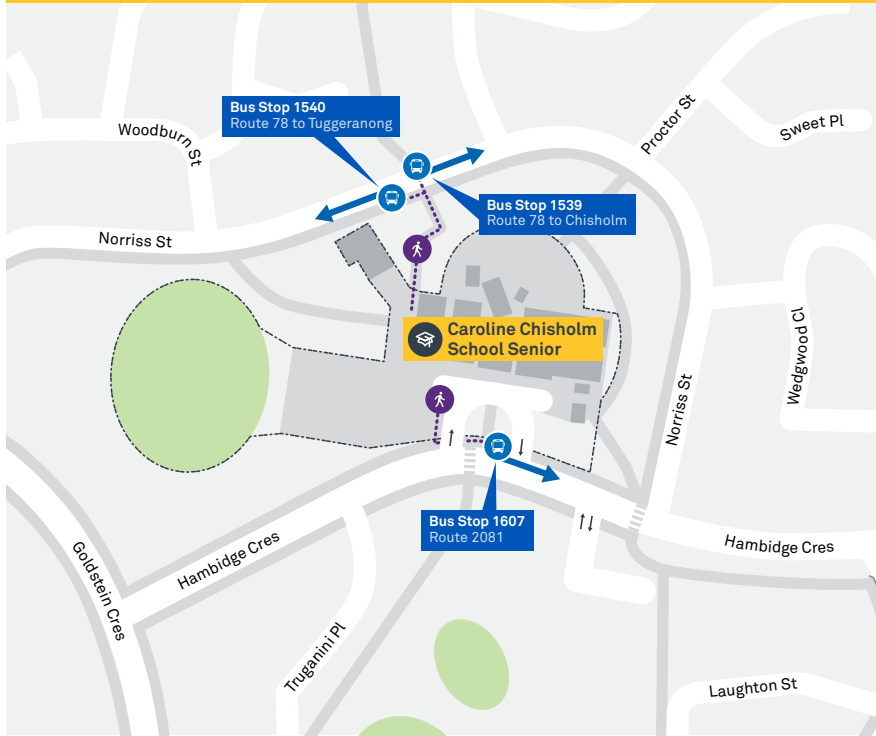 Bus Stop 1540
Route 78 to Tuggeranong
Woodburn St
Proctor St
Sweet Pl
Bus Stop 1539
Route 78 to Chisholm
Norriss St
Caroline Chisholm
School Senior
Wedgwood Cl
Norriss St
Bus Stop 1607
Route 2081
Hambidge Cres
Hambidge Cres
Goldstein Cres
Truganini Pl
Laughton St